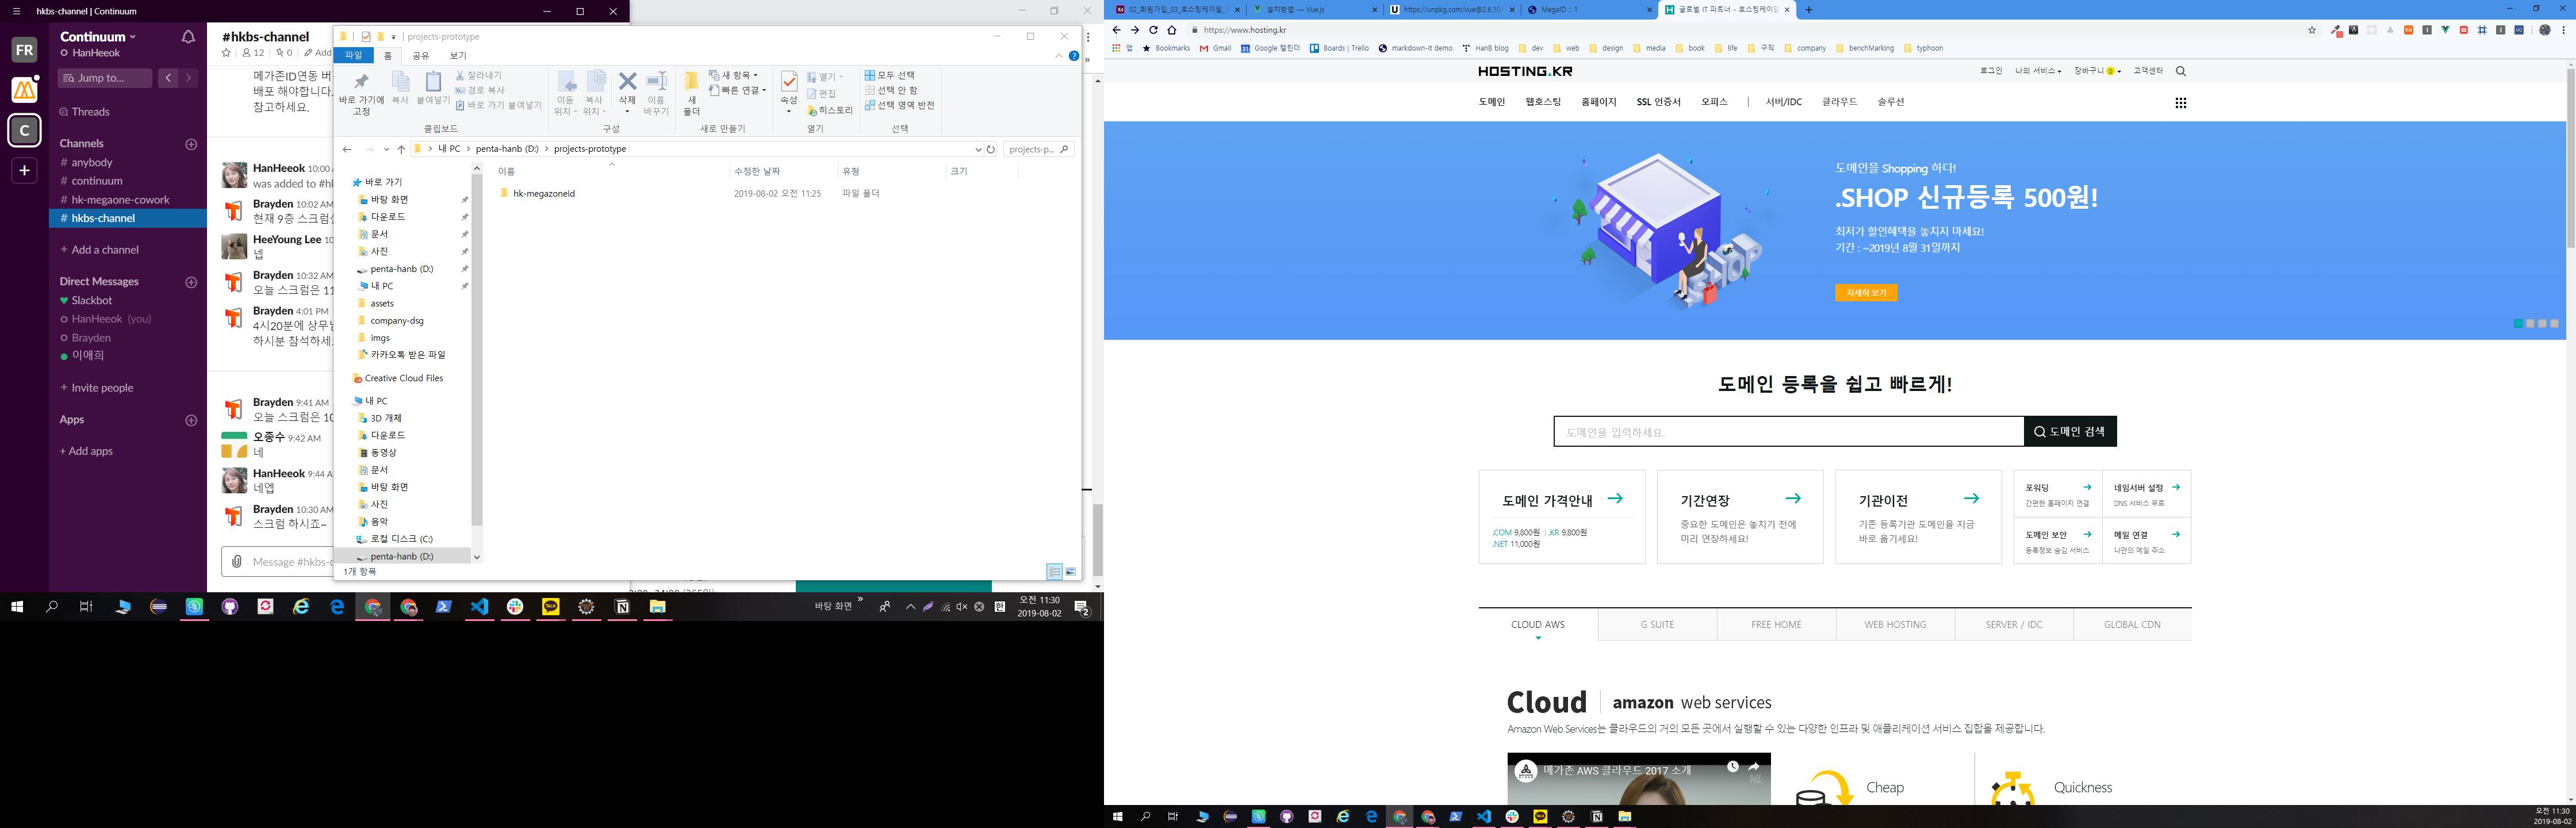 hkbs-channel | Continuum
FR
C
Continuum
HanHeeok
Jump to...
Threads
Channels
# anybody
# continuum
# hk-megaone-cowork
# hkbs-channel
+ Add a channel
Direct Messages
Slackbot
HanHeeok (you)
Brayden
이애희
+ Invite people
Apps
+ Add apps
#hkbs-channel
12
0
Add
메가존ID연동 버
배포 해야합니다.
참고하세요.
HanHeeok 10:00
was added to #hk
Brayden 10:02 AM
현재 9층 스크럼
HeeYoung Lee
넵
Brayden 10:32 AM
오늘 스크럼은 11
Brayden 4:01 PM
4시20분에 상무님
하시분 참석하세
Brayden 9:41 AM
오늘 스크럼은 10
오종수 9:42 AM
네
HanHeeok 9:44 A
네엡
Brayden 10:30 AM
스크럼 하시죠~
Message #hkbs-c
projects-prototype
파일 홈 공유 보기
바로 가기에 고정
복사
붙여넣기
잘라내기
경로 복사
바로 가기 붙여넣기
클립보드
이동 위치
복사 위치
삭제
이름 바꾸기
구성
새 폴더
새 항목
빠른 연결
새로 만들기
속성
열기
편집
히스토리
열기
모두 선택
선택 안 함
선택 영역 반전
선택
내 PC > penta-hanb (D:) > projects-prototype
projects-p...
이름 수정한 날짜 유형 크기
hk-megazoneid 2019-08-02 오전 11:25 파일 폴더
바로 가기
바탕 화면
다운로드
문서
사진
penta-hanb (D:)
내 PC
assets
company-dsg
imgs
카카오톡 받은 파일
Creative Cloud Files
내 PC
3D 개체
다운로드
동영상
문서
바탕 화면
사진
음악
로컬 디스크 (C:)
penta-hanb (D:)
1개 항목
바탕 화면
오전 11:30
2019-08-02
2
02_회원가입_03_호스팅케이알_
설치방법 — Vue.js
https://unpkg.com/vue@2.6.10
MegaID :: 1
글로벌 IT 파트너 - 호스팅케이알
https://www.hosting.kr
앱 Bookmarks Gmail Google 캘린더 Boards | Trello markdown-it demo HanB blog dev web design media book life 구직 company benchMarking typhoon
HOSTING.KR
로그인 나의 서비스 장바구니 0 고객센터
도메인 웹호스팅 홈페이지 SSL 인증서 오피스 | 서버/IDC 클라우드 솔루션
도메인을 Shopping 하다!
.SHOP 신규등록 500원!
최저가 할인혜택을 놓치지 마세요!
기간 : ~2019년 8월 31일까지
자세히 보기
SHOP
도메인 등록을 쉽고 빠르게!
도메인을 입력하세요.
도메인 검색
도메인 가격안내
.COM 9,800원 | .KR 9,800원
.NET 11,000원
기간연장
중요한 도메인은 놓치기 전에
미리 연장하세요!
기관이전
기존 등록기관 도메인을 지금
바로 옮기세요!
포워딩
간편한 홈페이지 연결
네임서버 설정
DNS 서비스 무료
도메인 보안
등록정보 숨김 서비스
메일 연결
나만의 메일 주소
CLOUD AWS G SUITE FREE HOME WEB HOSTING SERVER / IDC GLOBAL CDN
Cloud | amazon web services
Amazon Web Services는 클라우드의 거의 모든 곳에서 실행할 수 있는 다양한 인프라 및 애플리케이션 서비스 집합을 제공합니다.
메가존 AWS 클라우드 2017 소개
Cheap
Quickness
오전 11:30
2019-08-02